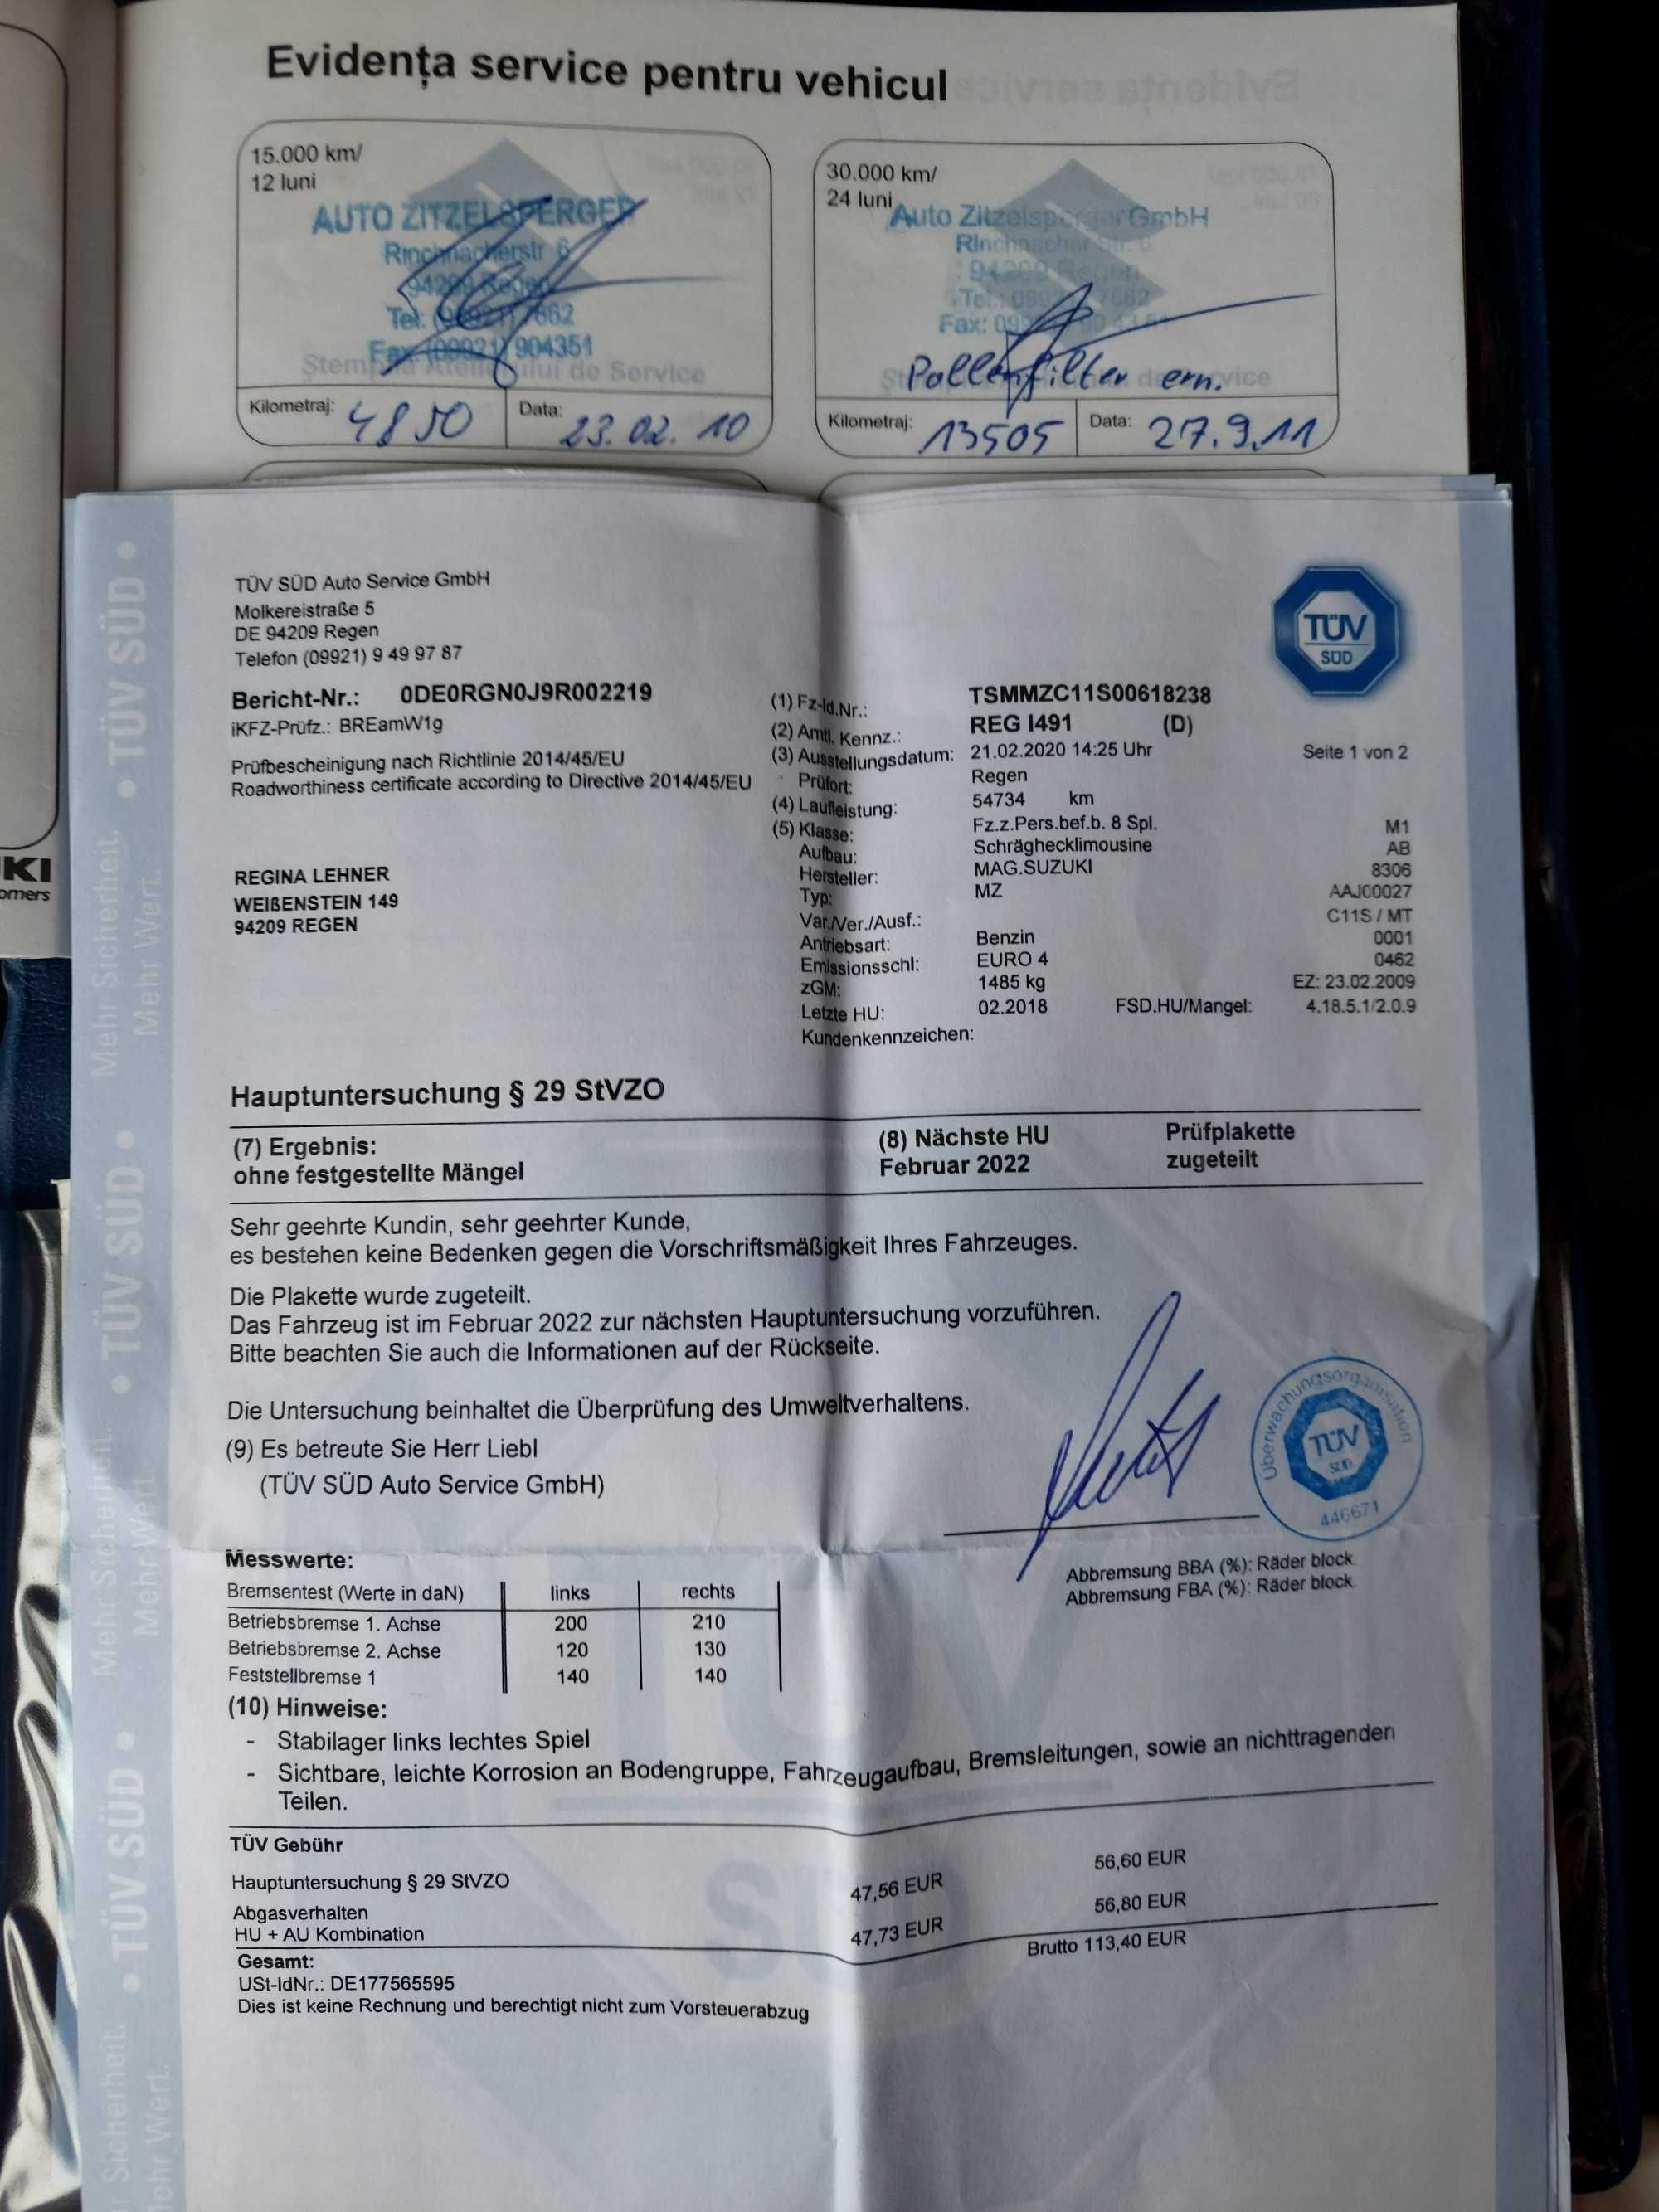 Evidența service pentru vehicul
15.000 km/
12 luni
AUTO ZITZELSPERGER
Rinchnacherstr 6
94209 Regen
Tel: (09921) 7662
Fax (09921) 904351
Kilometraj: 4850
Data: 23.02.10
30.000 km/
24 luni
Auto Zitzelsperger GmbH
Rinchnacher Str. 6
94209 Regen
Pollenfilter ern.
Kilometraj: 13505
Data: 27.9.11
KI
omers
TÜV SÜD Auto Service GmbH
Molkereistraße 5
DE 94209 Regen
Telefon (09921) 9 49 97 87
TÜV
SÜD
Bericht-Nr.: 0DE0RGN0J9R002219
iKFZ-Prüfz.: BREamW1g
Prüfbescheinigung nach Richtlinie 2014/45/EU
Roadworthiness certificate according to Directive 2014/45/EU
REGINA LEHNER
WEIßENSTEIN 149
94209 REGEN
(1) Fz-Id.Nr.: TSMMZC11S00618238
(2) Amtl. Kennz.: REG I491 (D)
(3) Ausstellungsdatum: 21.02.2020 14:25 Uhr Seite 1 von 2
Prüfort: Regen
(4) Laufleistung: 54734 km
(5) Klasse: Fz.z.Pers.bef.b. 8 Spl. M1
Aufbau: Schräghecklimousine AB
Hersteller: MAG.SUZUKI 8306
Typ: MZ AAJ00027
Var./Ver./Ausf.: C11S / MT
Antriebsart: Benzin 0001
Emissionsschl: EURO 4 0462
zGM: 1485 kg EZ: 23.02.2009
Letzte HU: 02.2018 FSD.HU/Mangel: 4.18.5.1/2.0.9
Kundenkennzeichen:
Hauptuntersuchung § 29 StVZO
(7) Ergebnis:
ohne festgestellte Mängel
(8) Nächste HU
Februar 2022
Prüfplakette
zugeteilt
Sehr geehrte Kundin, sehr geehrter Kunde,
es bestehen keine Bedenken gegen die Vorschriftsmäßigkeit Ihres Fahrzeuges.
Die Plakette wurde zugeteilt.
Das Fahrzeug ist im Februar 2022 zur nächsten Hauptuntersuchung vorzuführen.
Bitte beachten Sie auch die Informationen auf der Rückseite.
Die Untersuchung beinhaltet die Überprüfung des Umweltverhaltens.
(9) Es betreute Sie Herr Liebl
(TÜV SÜD Auto Service GmbH)
Überwachungsorganisation
TÜV
SÜD
446671
Messwerte:
Bremsentest (Werte in daN) links rechts
Betriebsbremse 1. Achse 200 210
Betriebsbremse 2. Achse 120 130
Feststellbremse 1 140 140
Abbremsung BBA (%): Räder block.
Abbremsung FBA (%): Räder block.
(10) Hinweise:
- Stabilager links lechtes Spiel
- Sichtbare, leichte Korrosion an Bodengruppe, Fahrzeugaufbau, Bremsleitungen, sowie an nichttragenden
Teilen.
TÜV Gebühr
Hauptuntersuchung § 29 StVZO 47,56 EUR 56,60 EUR
Abgasverhalten
HU + AU Kombination 47,73 EUR 56,80 EUR
Gesamt: Brutto 113,40 EUR
USt-IdNr.: DE177565595
Dies ist keine Rechnung und berechtigt nicht zum Vorsteuerabzug
TÜV SÜD • TÜV SÜD • TÜV SÜD • TÜV SÜD
Mehr Sicherheit.
Mehr Wert.